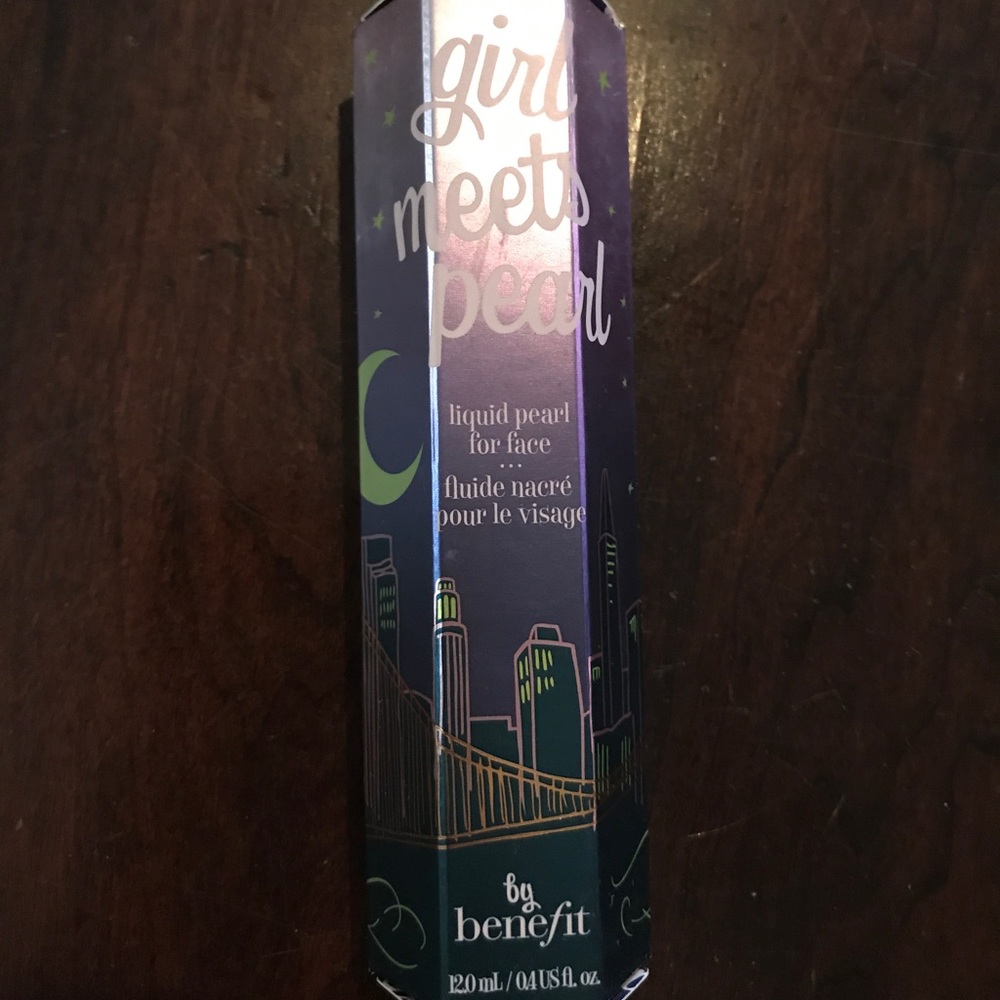 girl
meets
pearl
liquid pearl
for face
...
fluide nacré
pour le visage
by
benefit
12.0 mL / 0.4 US fl. oz.